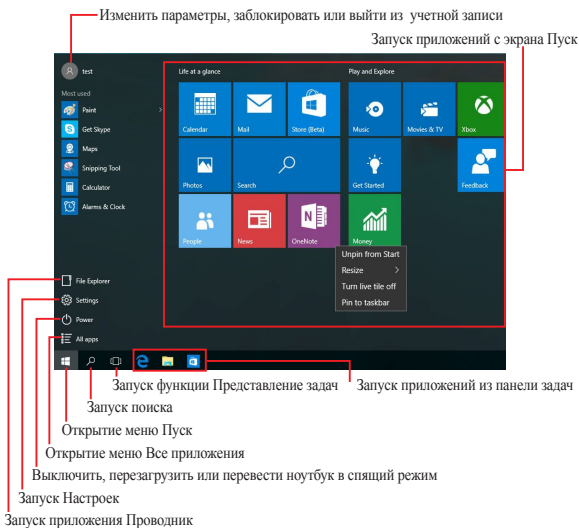 Изменить параметры, заблокировать или выйти из учетной записи
Запуск приложений с экрана Пуск
test
Life at a glance
Play and Explore
Most used
Paint
Get Skype
Maps
Snipping Tool
Calculator
Alarms & Clock
Calendar
Mail
Store (Beta)
Music
Movies & TV
Xbox
Photos
Search
Get Started
Feedback
People
News
OneNote
Money
Unpin from Start
Resize
Turn live tile off
Pin to taskbar
File Explorer
Settings
Power
All apps
Запуск функции Представление задач
Запуск приложений из панели задач
Запуск поиска
Открытие меню Пуск
Открытие меню Все приложения
Выключить, перезагрузить или перевести ноутбук в спящий режим
Запуск Настроек
Запуск приложения Проводник